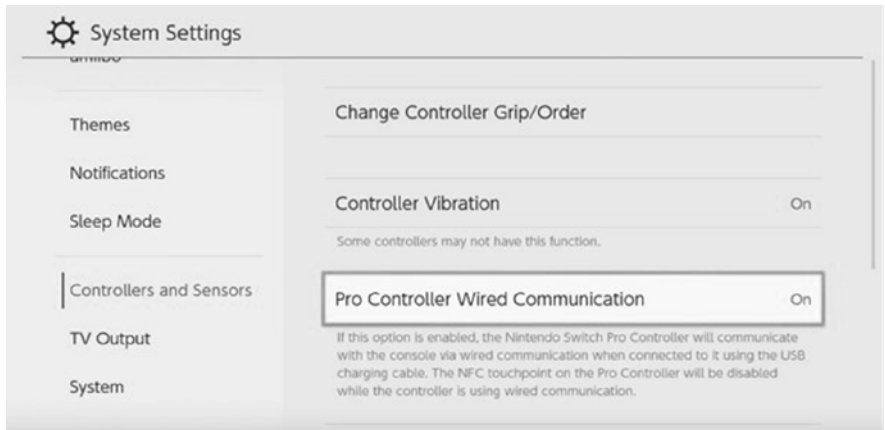 System Settings
amiibo
Themes
Notifications
Sleep Mode
Controllers and Sensors
TV Output
System
Change Controller Grip/Order
Controller Vibration On
Some controllers may not have this function.
Pro Controller Wired Communication On
If this option is enabled, the Nintendo Switch Pro Controller will communicate
with the console via wired communication when connected to it using the USB
charging cable. The NFC touchpoint on the Pro Controller will be disabled
while the controller is using wired communication.